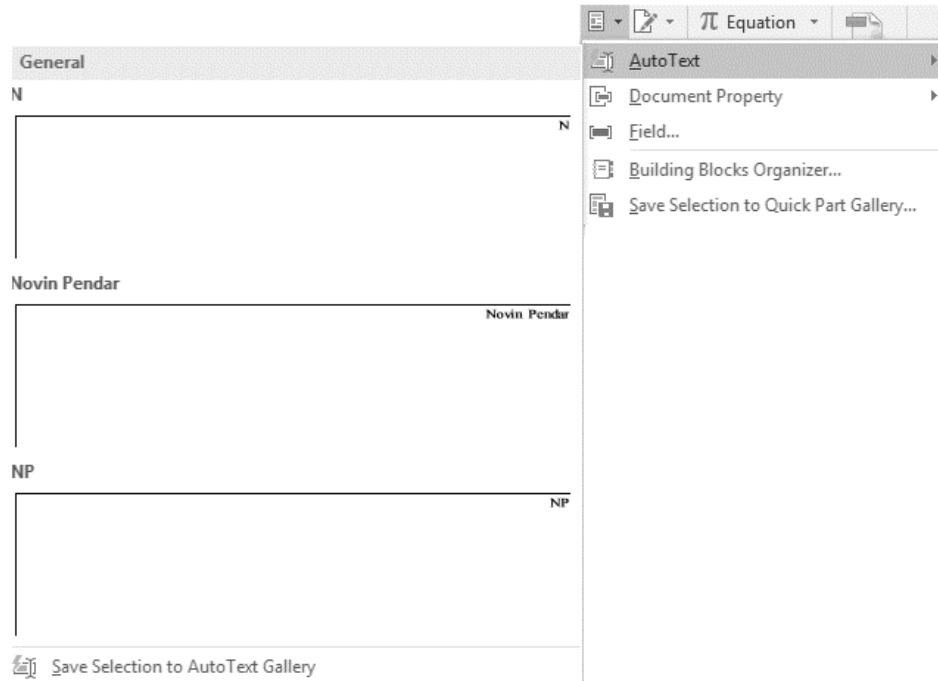 π Equation
General
AutoText
N
N
Document Property
Field...
Building Blocks Organizer...
Save Selection to Quick Part Gallery...
Novin Pendar
Novin Pendar
NP
NP
Save Selection to AutoText Gallery